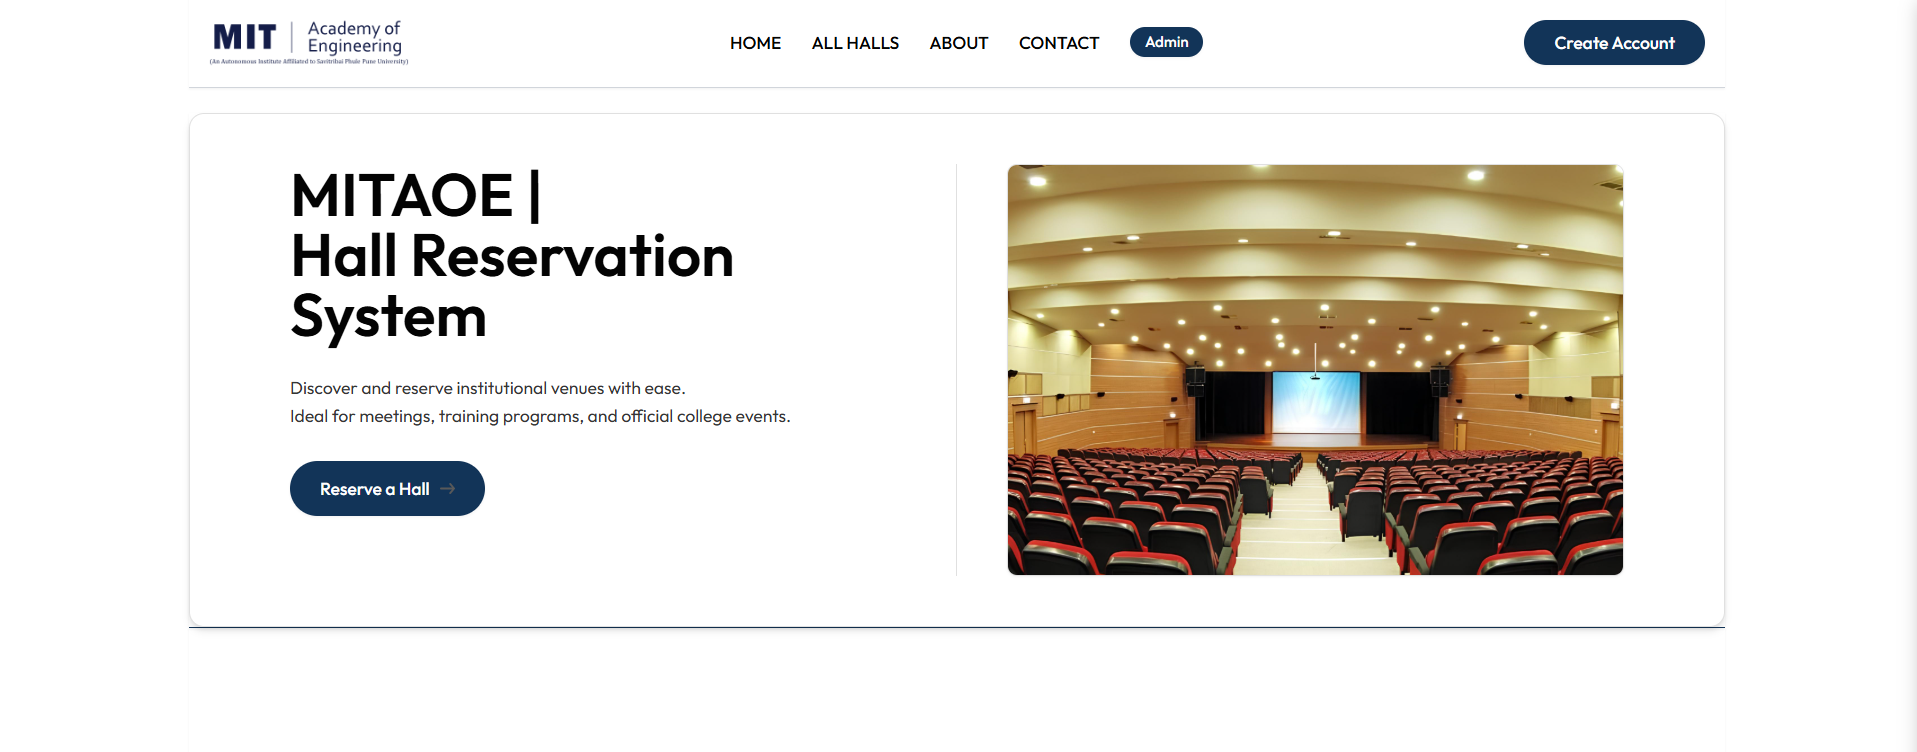 MIT | Academy of
Engineering
(An Autonomous Institute Affiliated to Savitribai Phule Pune University)
HOME
ALL HALLS
ABOUT
CONTACT
Admin
Create Account
MITAOE |
Hall Reservation
System
Discover and reserve institutional venues with ease.
Ideal for meetings, training programs, and official college events.
Reserve a Hall →